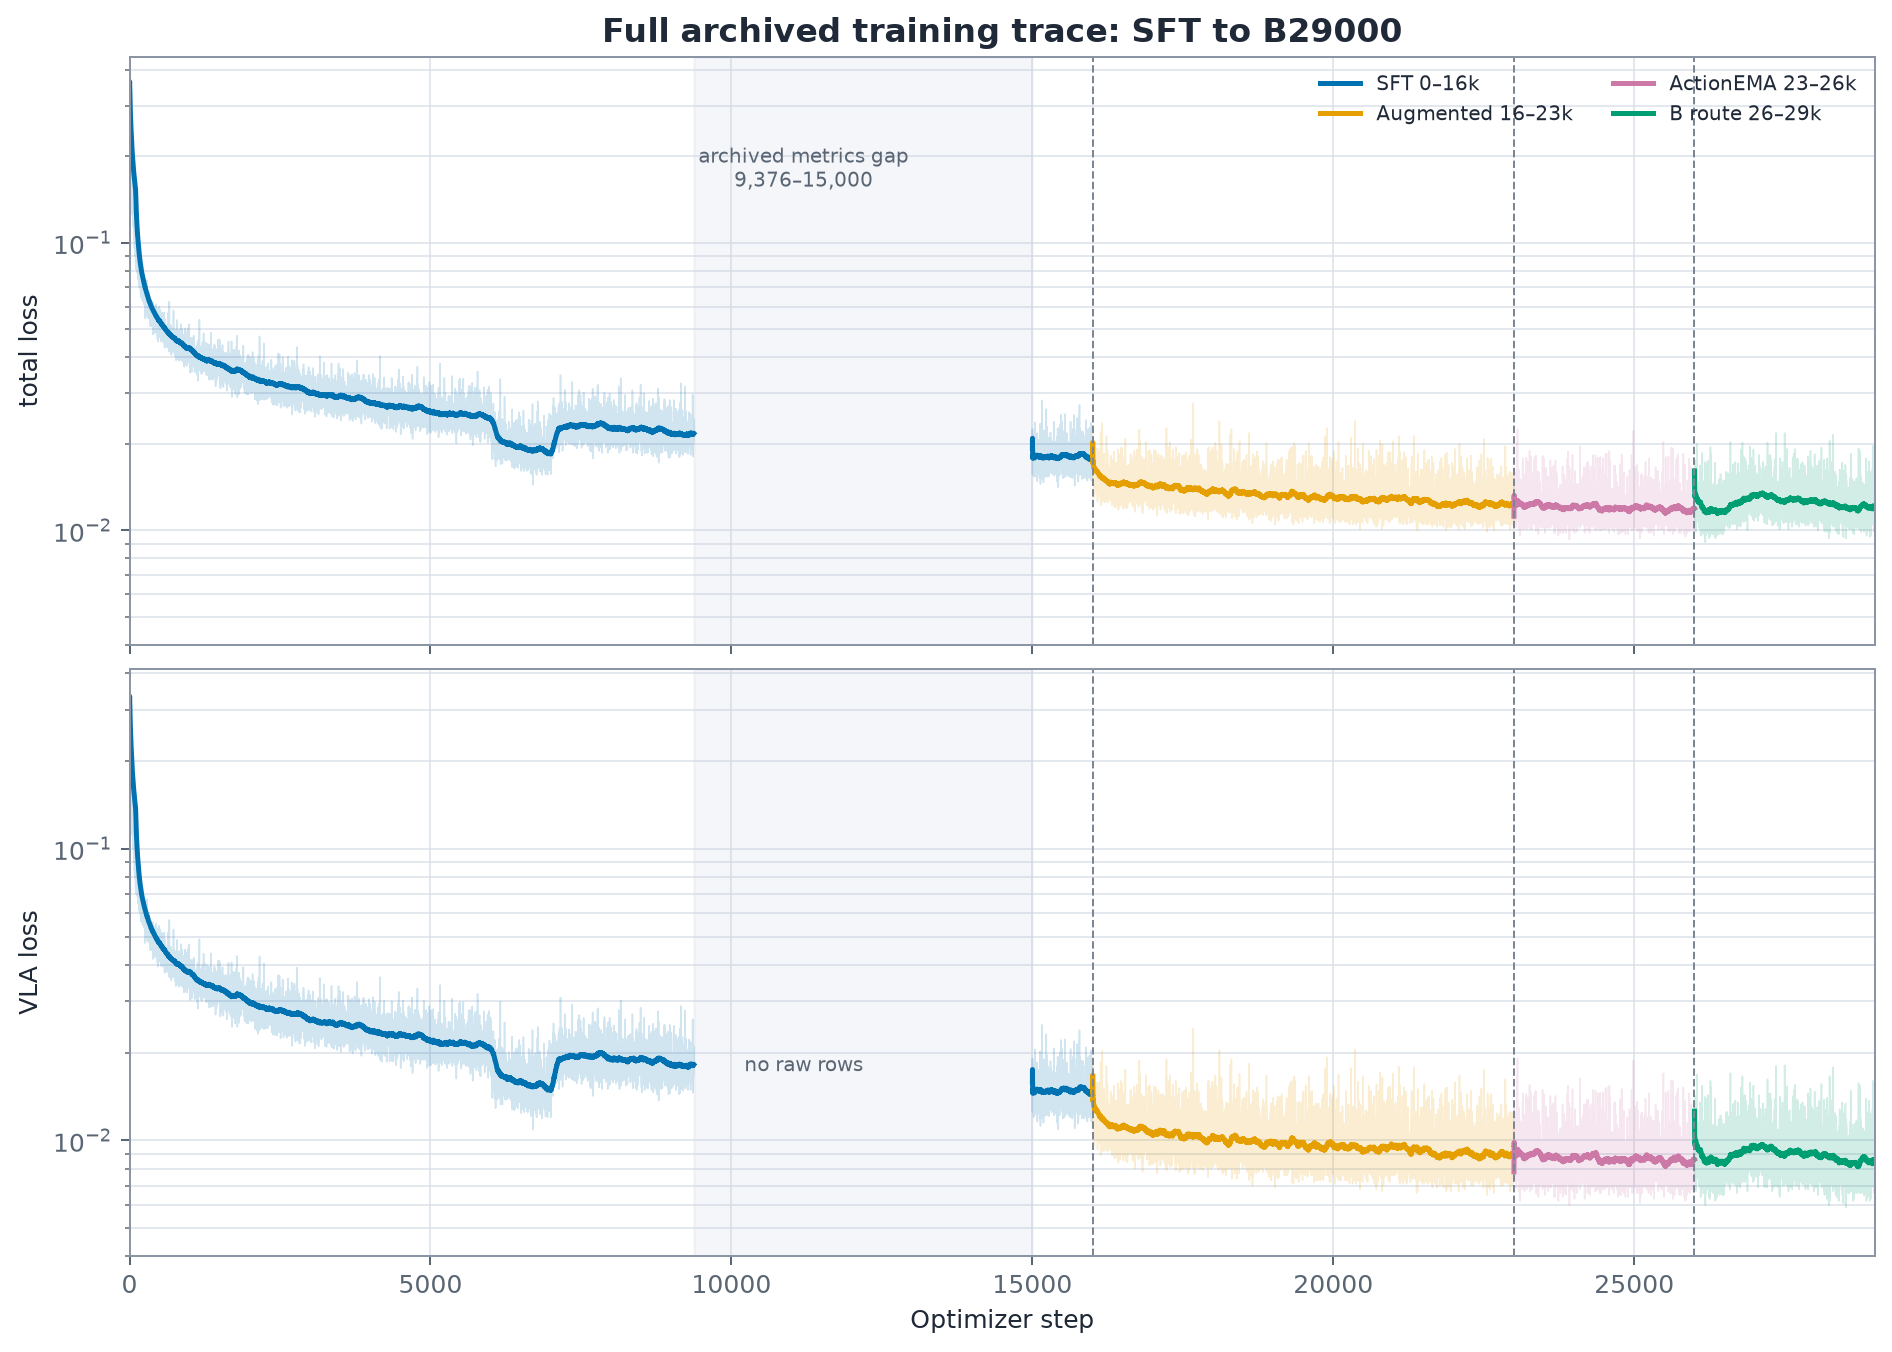 Full archived training trace: SFT to B29000
SFT 0–16k
Augmented 16–23k
ActionEMA 23–26k
B route 26–29k
archived metrics gap
9,376–15,000
total loss
10⁻¹
10⁻²
VLA loss
10⁻¹
10⁻²
no raw rows
0 5000 10000 15000 20000 25000
Optimizer step